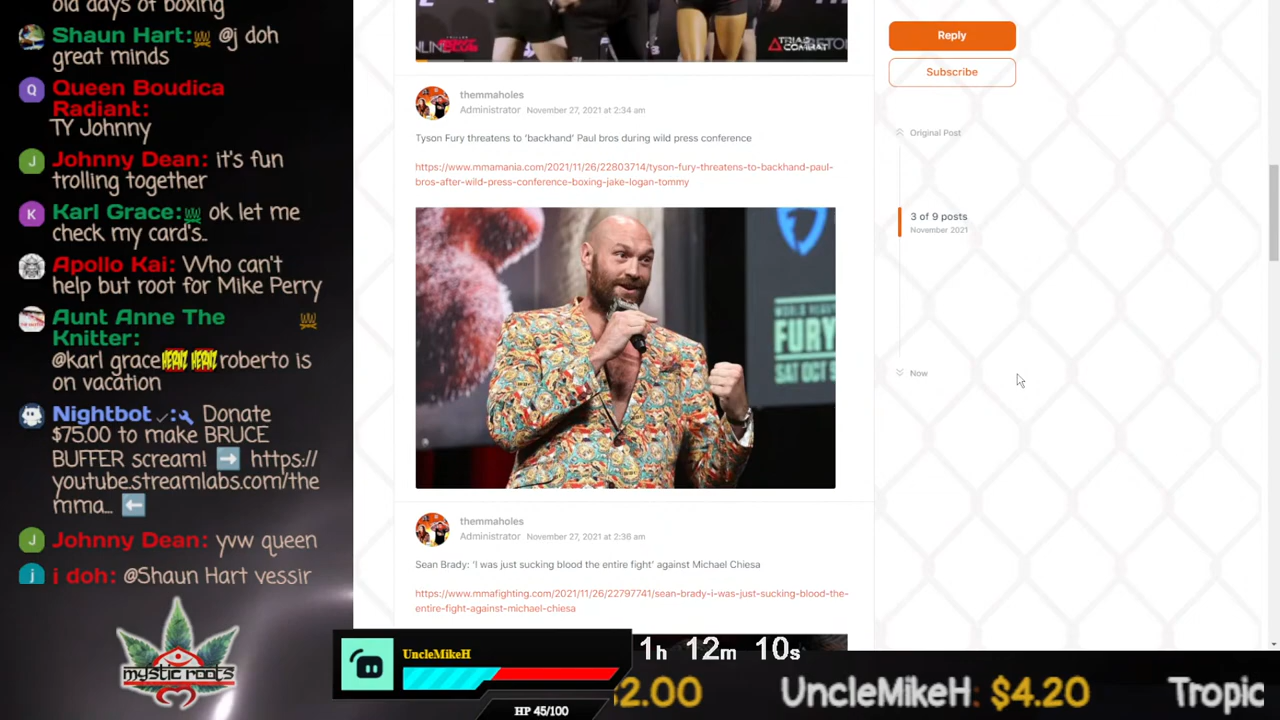 old days of boxing
Shaun Hart: @j doh
great minds
Queen Boudica
Radiant:
TY Johnny
Johnny Dean: it's fun
trolling together
Karl Grace: ok let me
check my card's..
Apollo Kai: Who can't
help but root for Mike Perry
Aunt Anne The
Knitter:
@karl grace roberto is
on vacation
Nightbot Donate
$75.00 to make BRUCE
BUFFER scream! https://
youtube.streamlabs.com/the
mma...
Johnny Dean: yvw queen
j doh: @Shaun Hart yessir
mystic roots
TRIAD
COMBAT
themmaholes
Administrator November 27, 2021 at 2:34 am
Tyson Fury threatens to ‘backhand’ Paul bros during wild press conference
https://www.mmamania.com/2021/11/26/22803714/tyson-fury-threatens-to-backhand-paul-
bros-after-wild-press-conference-boxing-jake-logan-tommy
FURY
SAT OCT
themmaholes
Administrator November 27, 2021 at 2:36 am
Sean Brady: ‘I was just sucking blood the entire fight’ against Michael Chiesa
https://www.mmafighting.com/2021/11/26/22797741/sean-brady-i-was-just-sucking-blood-the-
entire-fight-against-michael-chiesa
Reply
Subscribe
Original Post
3 of 9 posts
November 2021
Now
UncleMikeH
HP 45/100
1h 12m 10s
$2.00 UncleMikeH: $4.20 Tropic